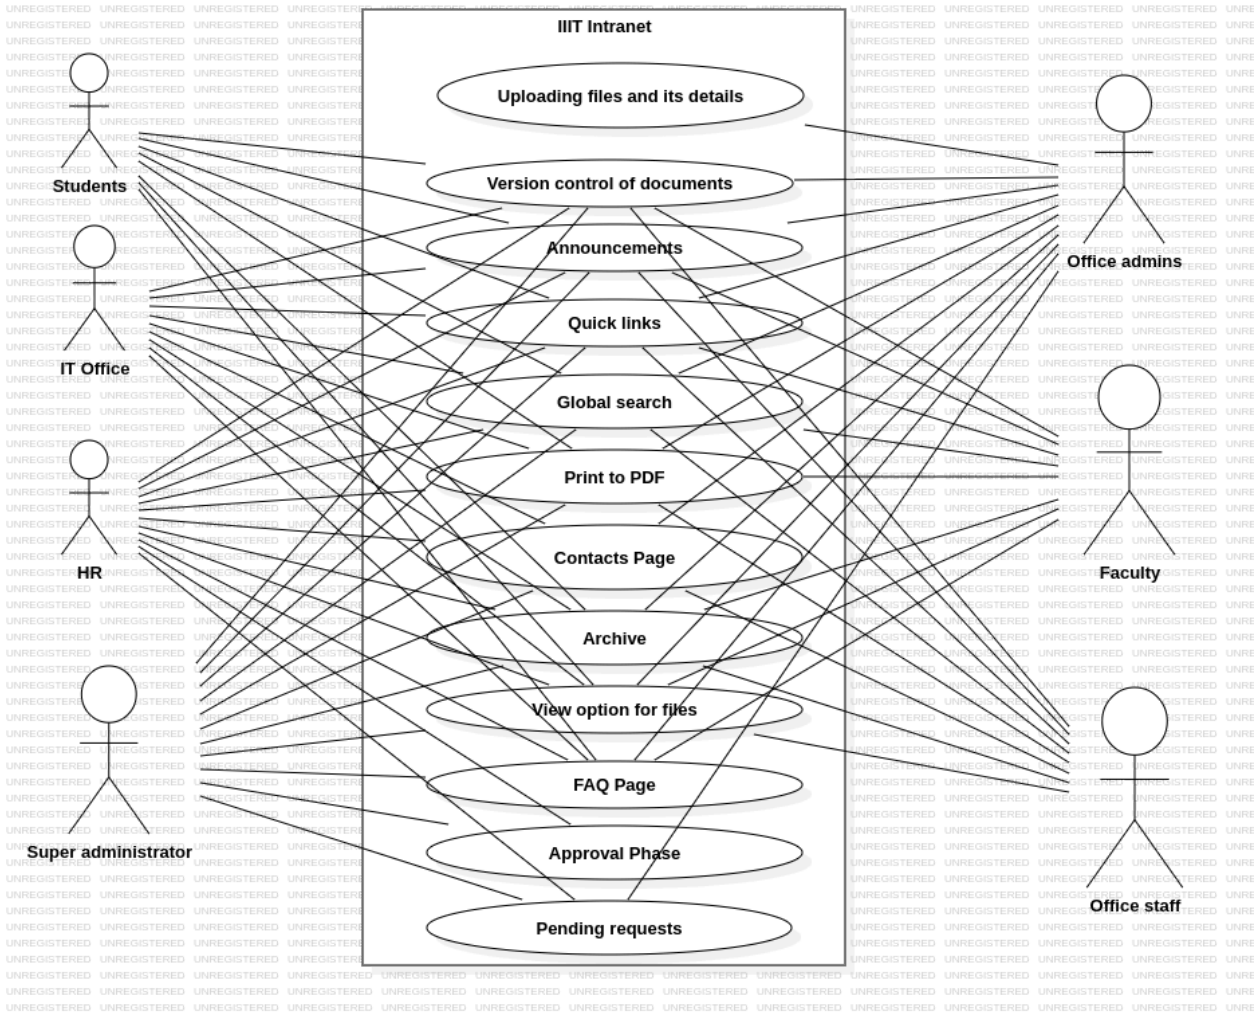 IIIT Intranet
Uploading files and its details
Students
Version control of documents
Announcements
Office admins
Quick links
IT Office
Global search
Print to PDF
Contacts Page
HR
Faculty
Archive
View option for files
FAQ Page
Super administrator
Approval Phase
Office staff
Pending requests
UNREGISTERED